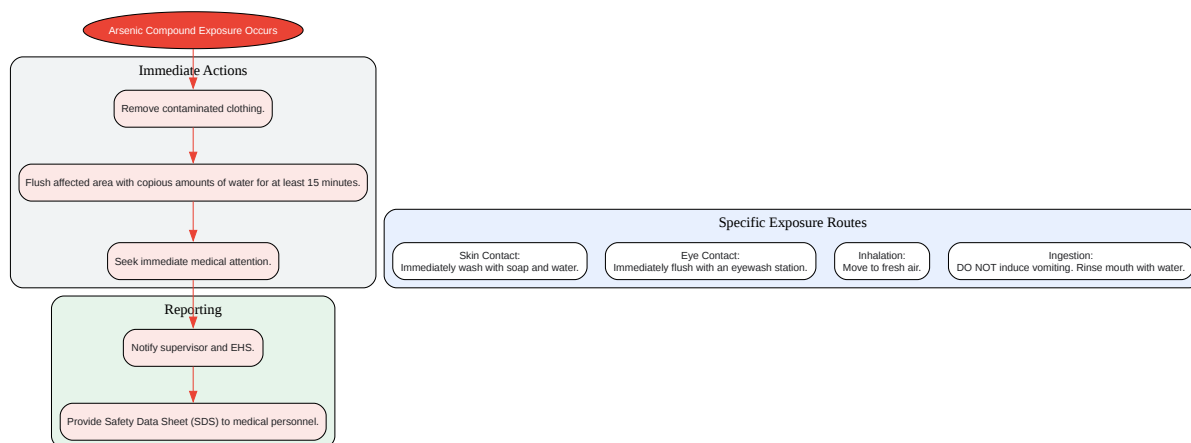 Arsenic Compound Exposure Occurs
Immediate Actions
Remove contaminated clothing.
Flush affected area with copious amounts of water for at least 15 minutes.
Seek immediate medical attention.
Reporting
Notify supervisor and EHS.
Provide Safety Data Sheet (SDS) to medical personnel.
Specific Exposure Routes
Skin Contact:
Immediately wash with soap and water.
Eye Contact:
Immediately flush with an eyewash station.
Inhalation:
Move to fresh air.
Ingestion:
DO NOT induce vomiting. Rinse mouth with water.